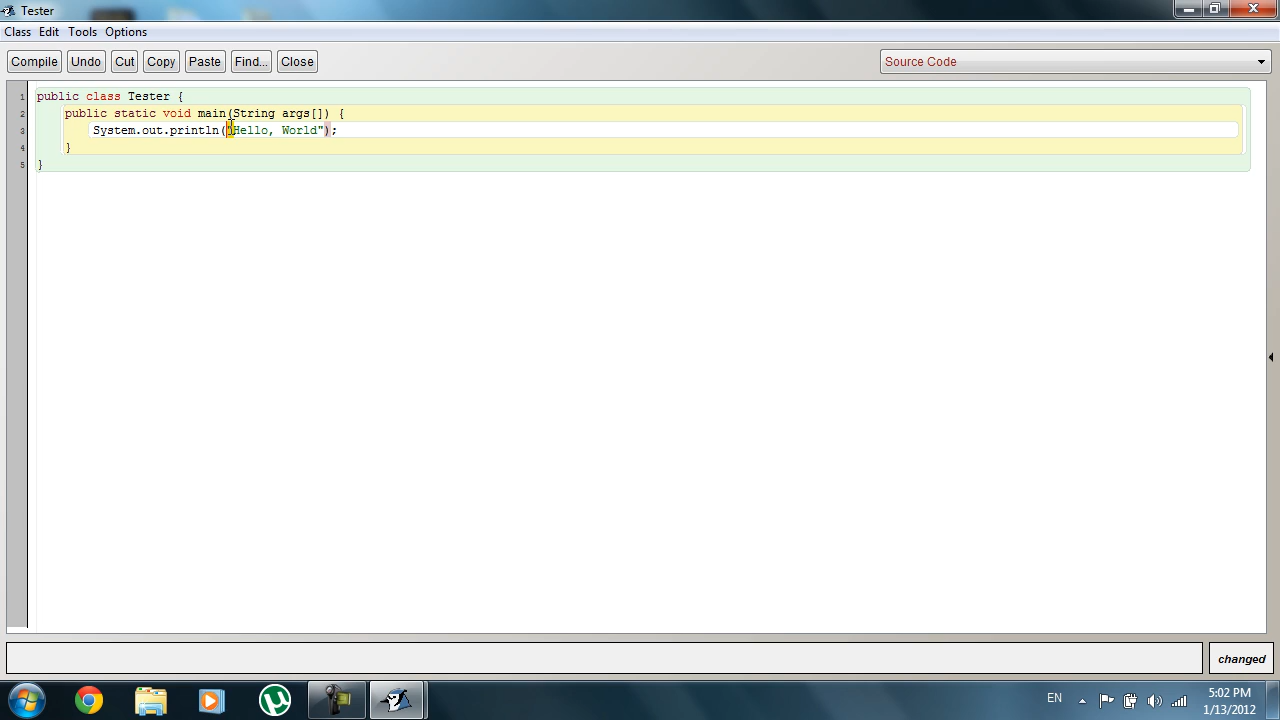 Tester
Class Edit Tools Options
Compile Undo Cut Copy Paste Find... Close Source Code
1 public class Tester {
2 public static void main(String args[]) {
3 System.out.println("Hello, World");
4 }
5 }
changed
EN 5:02 PM
1/13/2012